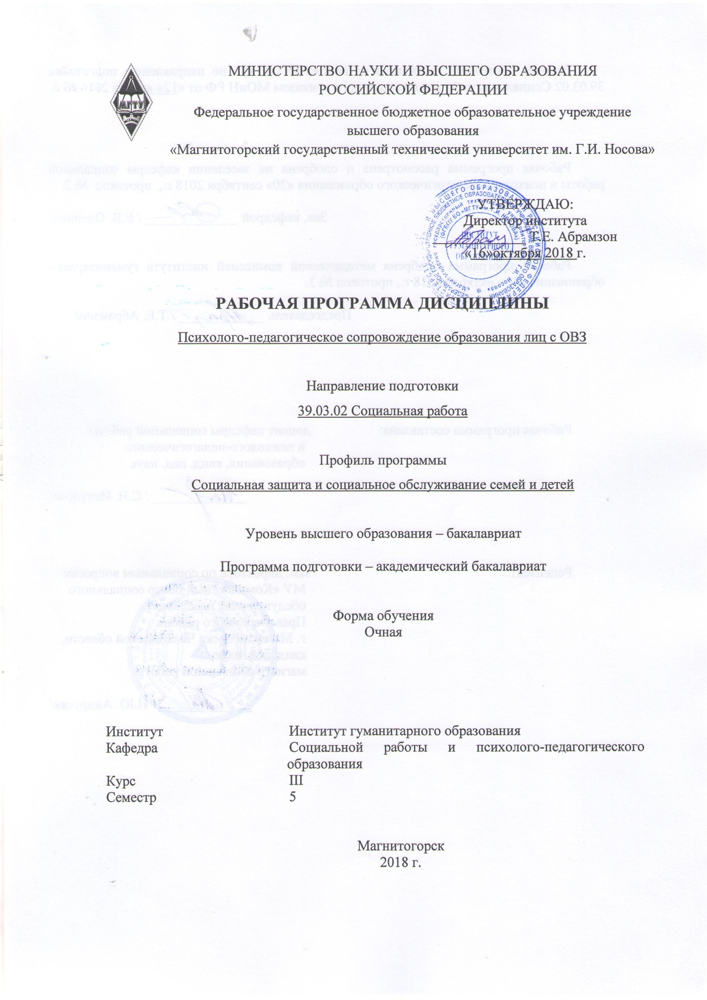 МГТУ
МИНИСТЕРСТВО НАУКИ И ВЫСШЕГО ОБРАЗОВАНИЯ
РОССИЙСКОЙ ФЕДЕРАЦИИ
Федеральное государственное бюджетное образовательное учреждение
высшего образования
«Магнитогорский государственный технический университет им. Г.И. Носова»
УТВЕРЖДАЮ:
Директор института
Т.Е. Абрамзон
«16»октября 2018 г.
ИНСТИТУТ
ГУМАНИТАРНОГО
ОБРАЗОВАНИЯ
РАБОЧАЯ ПРОГРАММА ДИСЦИПЛИНЫ
Психолого-педагогическое сопровождение образования лиц с ОВЗ
Направление подготовки
39.03.02 Социальная работа
Профиль программы
Социальная защита и социальное обслуживание семей и детей
Уровень высшего образования – бакалавриат
Программа подготовки – академический бакалавриат
Форма обучения
Очная
Институт Институт гуманитарного образования
Кафедра Социальной работы и психолого-педагогического
образования
Курс III
Семестр 5
Магнитогорск
2018 г.